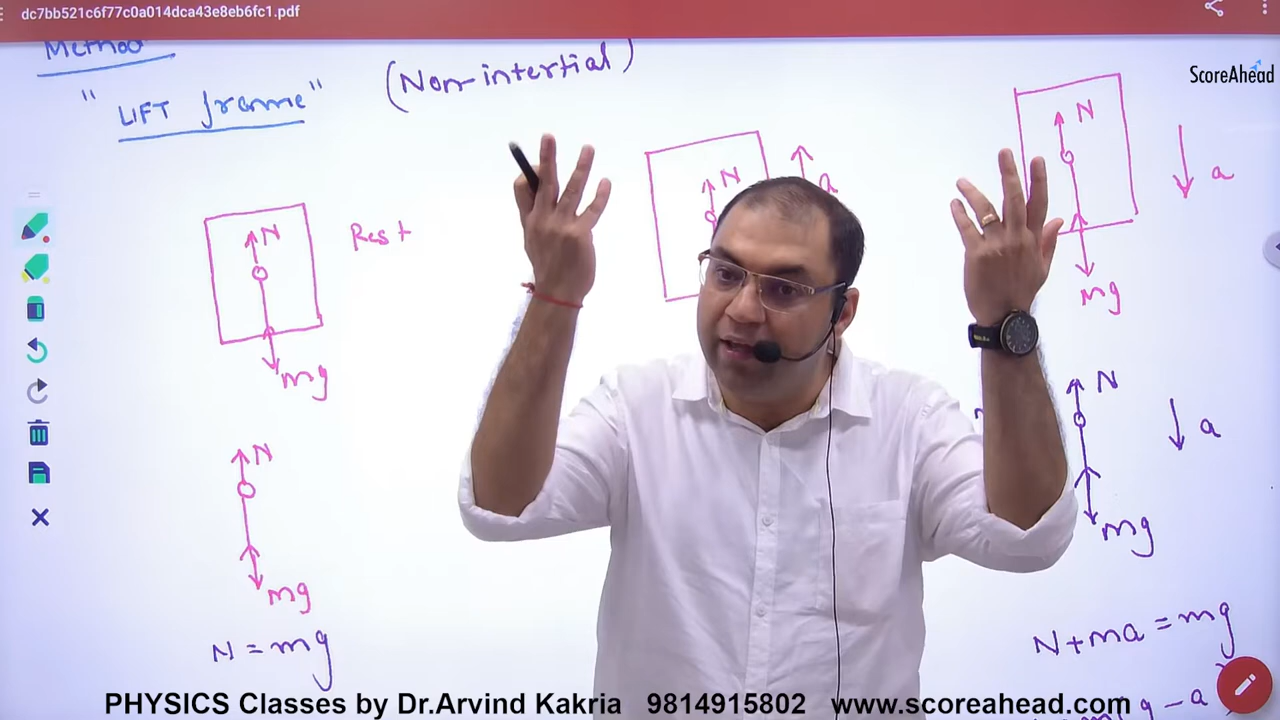 dc7bb521c6f77c0a014dca43e8eb6fc1.pdf
ScoreAhead
Method
"LIFT frame" (Non-intertial)
N
mg
Rest
N
a
N
mg
a
N
mg
N = mg
N
mg
a
N+ma = mg
g - a
PHYSICS Classes by Dr.Arvind Kakria 9814915802 www.scoreahead.com